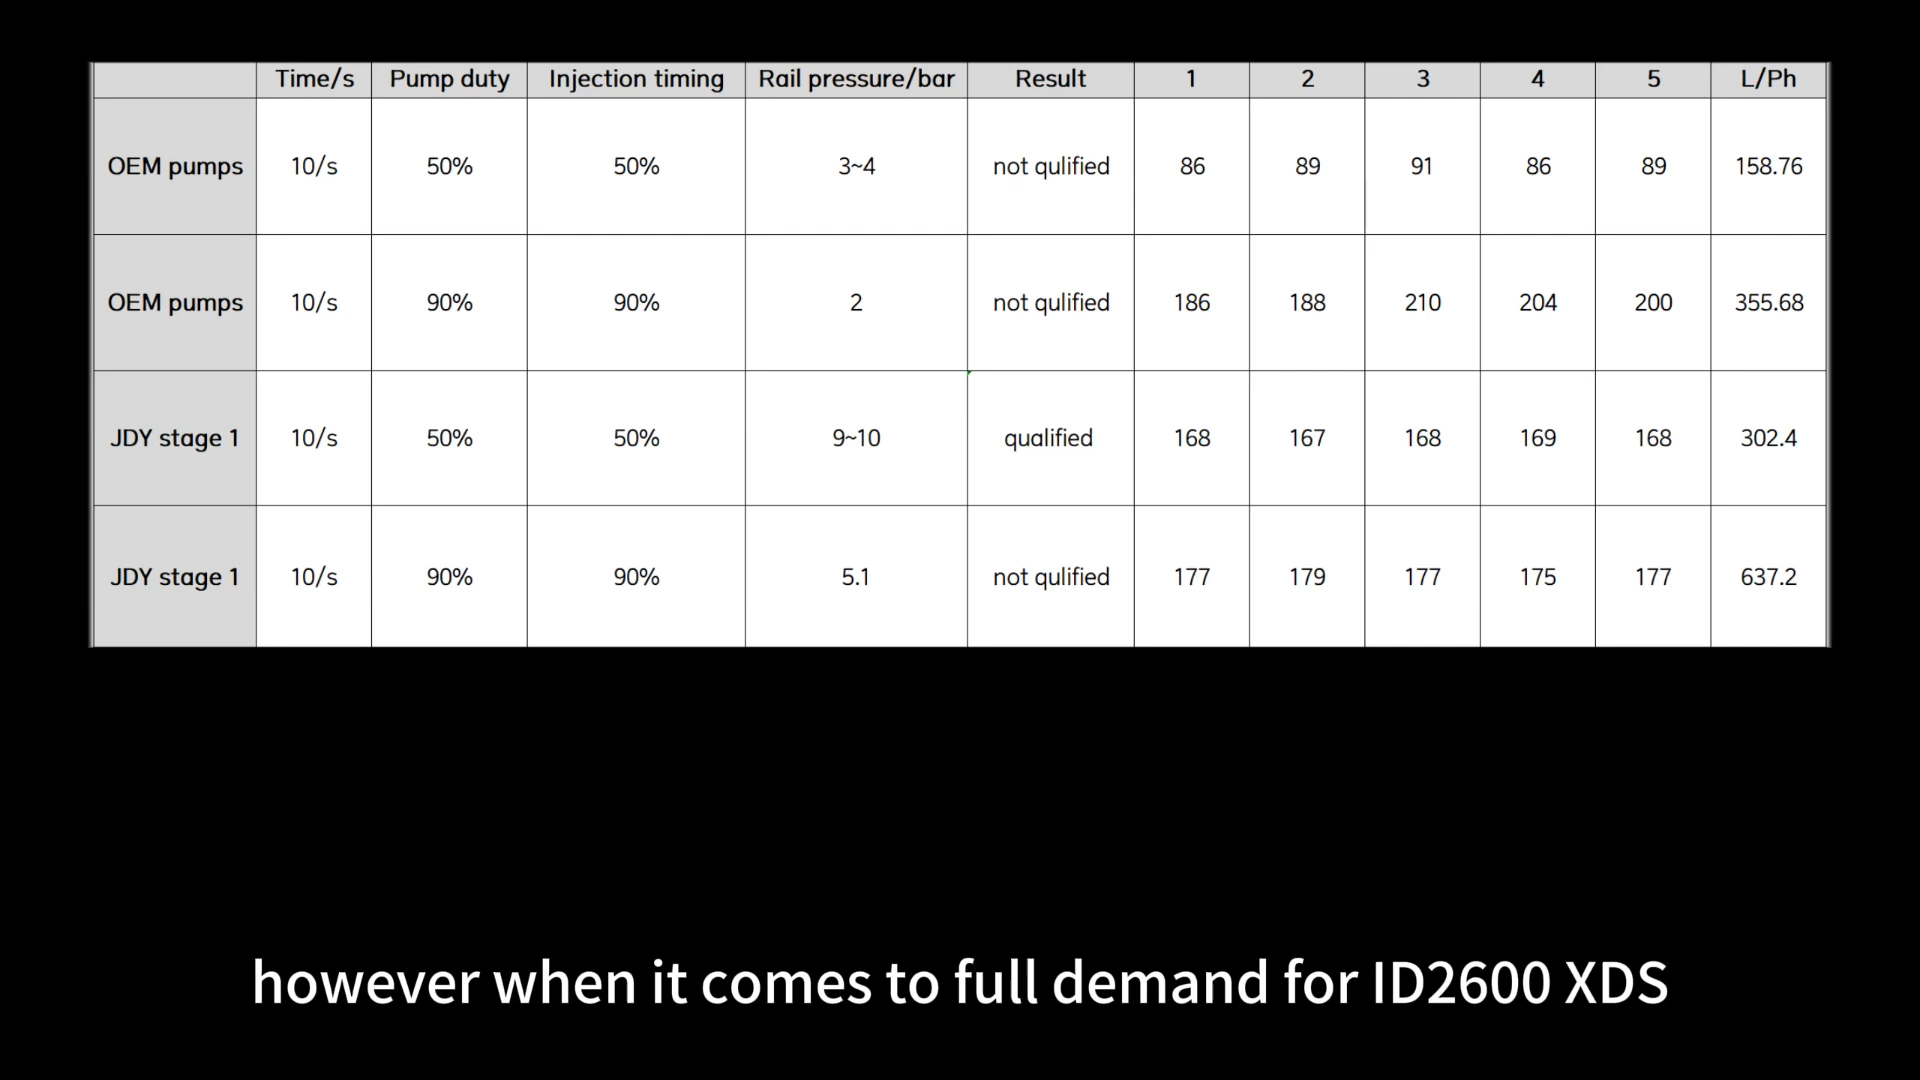 Time/s Pump duty Injection timing Rail pressure/bar Result 1 2 3 4 5 L/Ph
OEM pumps 10/s 50% 50% 3~4 not qulified 86 89 91 86 89 158.76
OEM pumps 10/s 90% 90% 2 not qulified 186 188 210 204 200 355.68
JDY stage 1 10/s 50% 50% 9~10 qualified 168 167 168 169 168 302.4
JDY stage 1 10/s 90% 90% 5.1 not qulified 177 179 177 175 177 637.2
however when it comes to full demand for ID2600 XDS